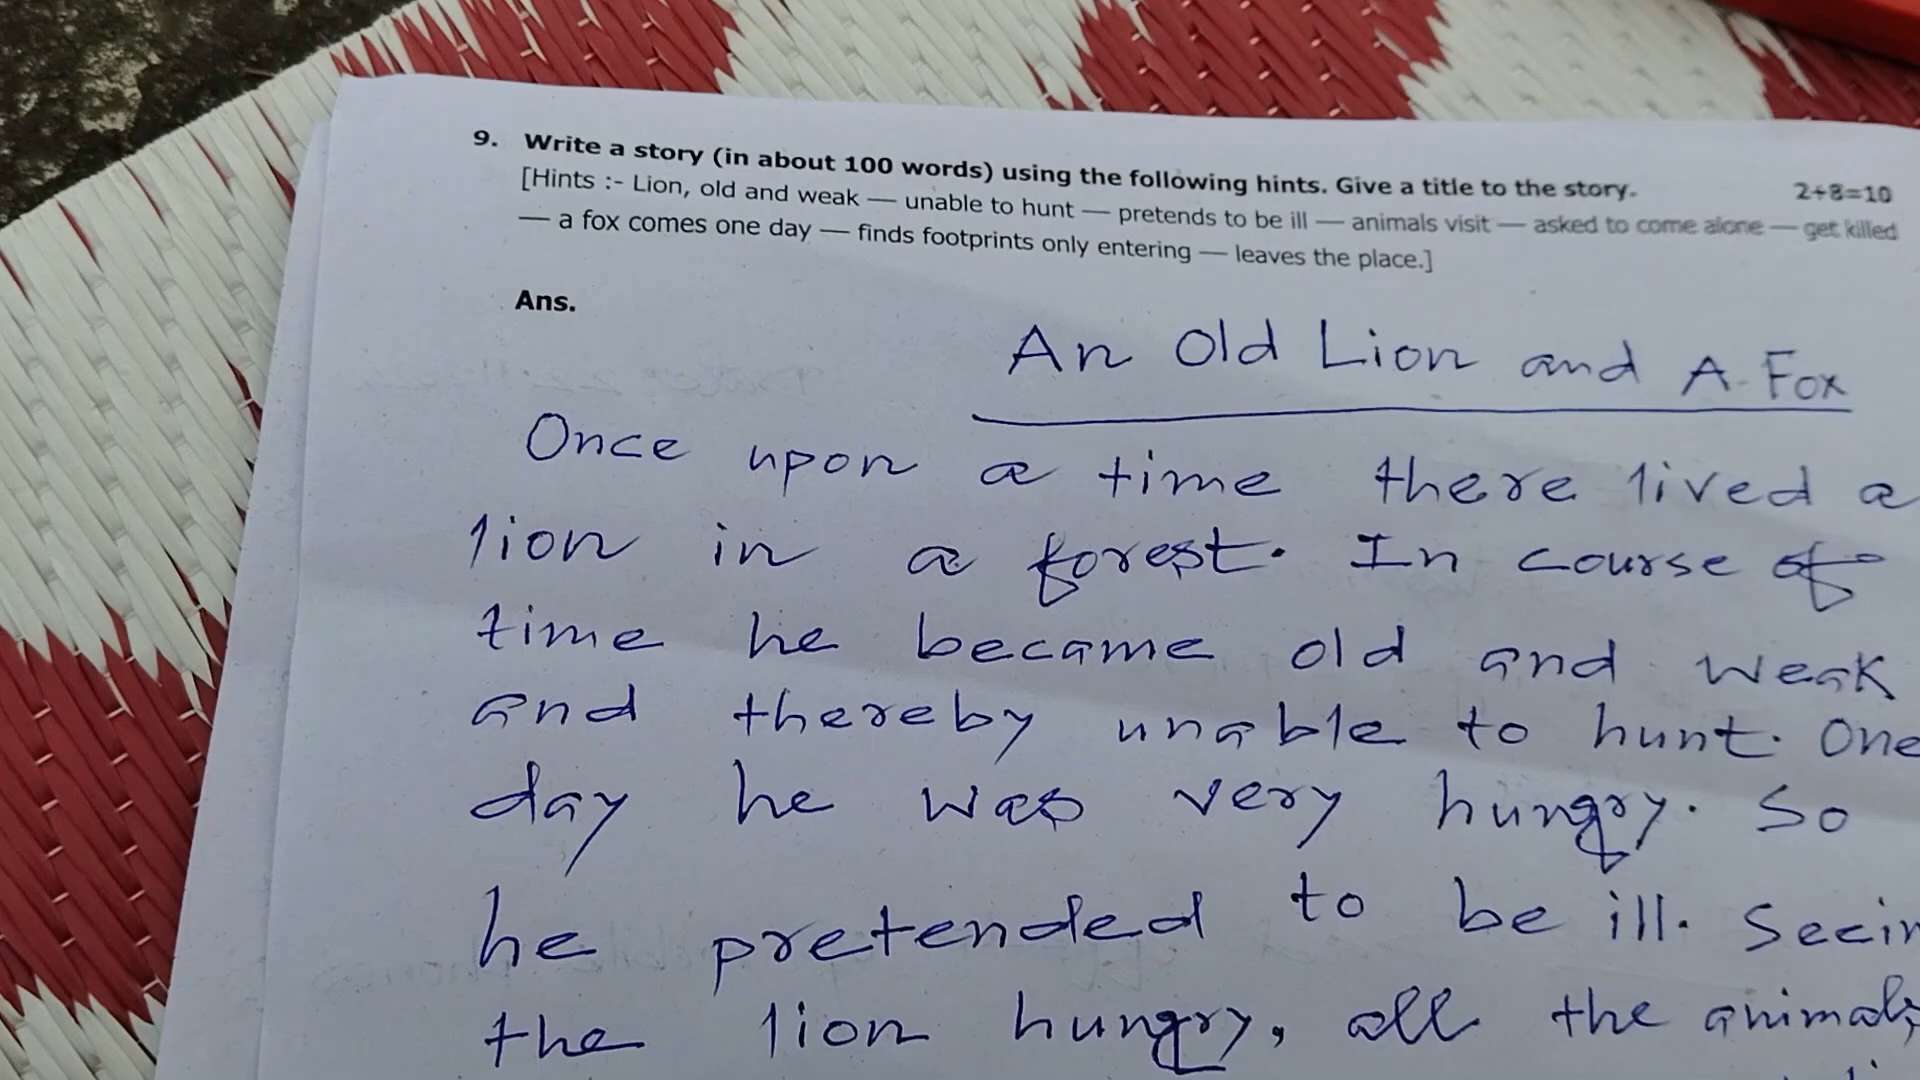 9. Write a story (in about 100 words) using the following hints. Give a title to the story. 2+8=10
[Hints :- Lion, old and weak — unable to hunt — pretends to be ill — animals visit — asked to come alone — get killed
— a fox comes one day — finds footprints only entering — leaves the place.]
Ans.
An Old Lion and A Fox
Once upon a time there lived a
lion in a forest. In course of
time he became old and weak
and thereby unable to hunt. One
day he was very hungry. So
he pretended to be ill. Seein
the lion hungry, all the animals